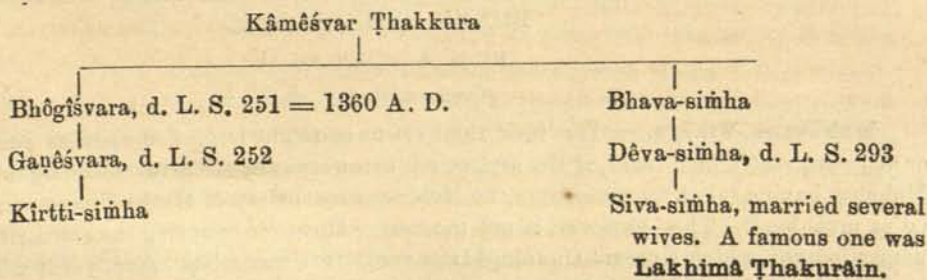 Kâmêśvar Ṭhakkura
Bhôgîśvara, d. L. S. 251 = 1360 A. D.
Gaṇêśvara, d. L. S. 252
Kîrtti-siṁha
Bhava-siṁha
Dêva-siṁha, d. L. S. 293
Siva-siṁha, married several
wives. A famous one was
Lakhimâ Ṭhakurâin.